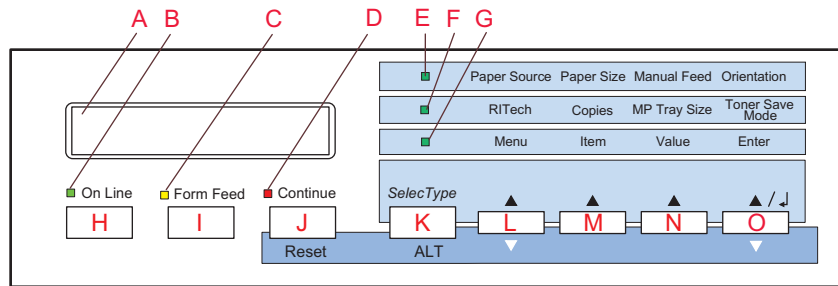 A B C D E F G
Paper Source Paper Size Manual Feed Orientation
RITech Copies MP Tray Size Toner Save Mode
Menu Item Value Enter
On Line Form Feed Continue SelecType
H I J K L M N O
Reset ALT